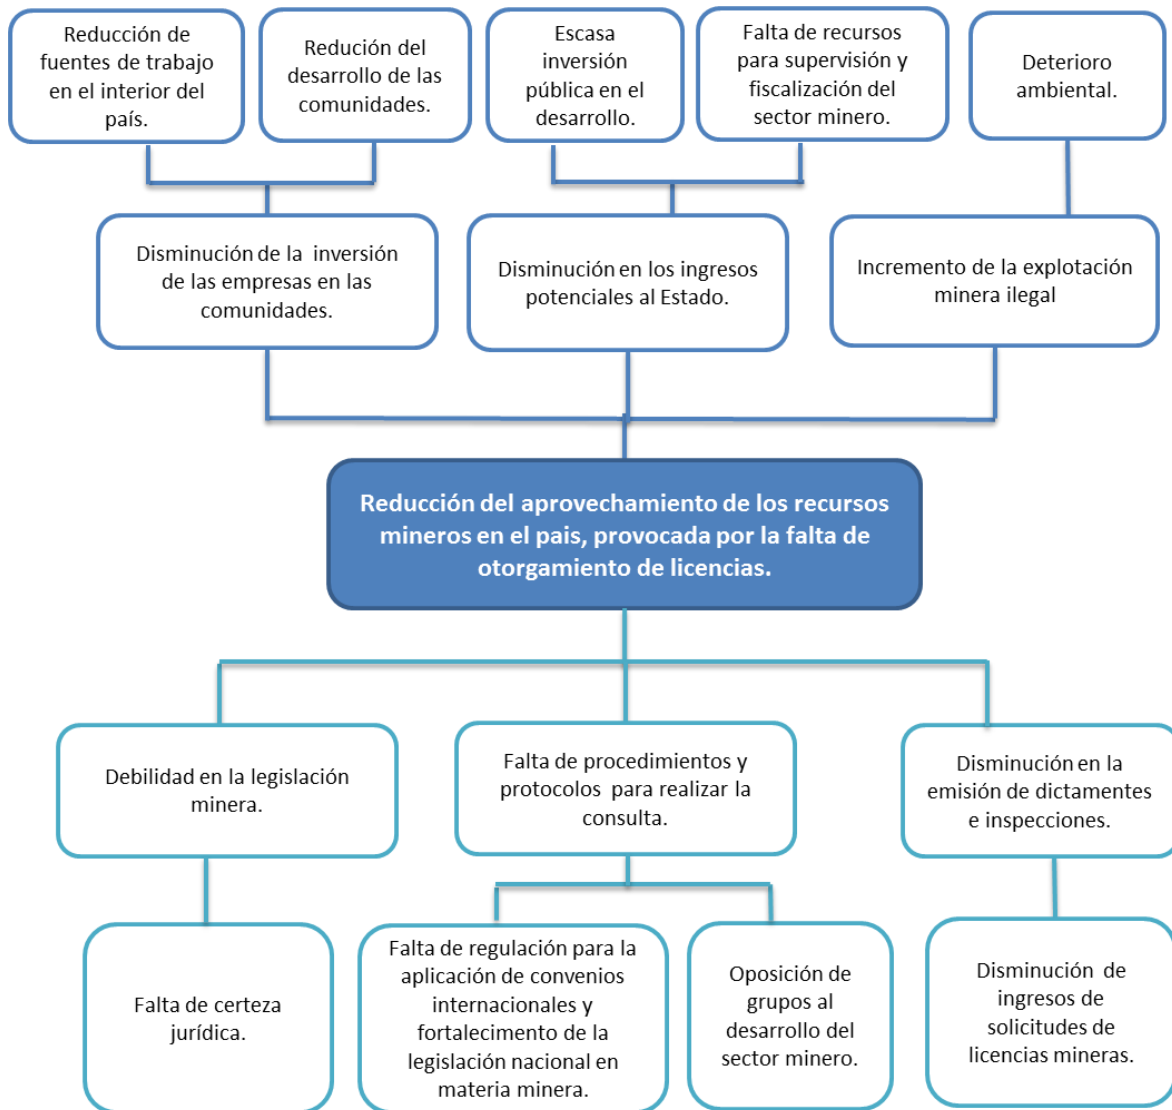 Reducción de
fuentes de trabajo
en el interior del
país.
Redución del
desarrollo de las
comunidades.
Escasa
inversión
pública en el
desarrollo.
Falta de recursos
para supervisión y
fiscalización del
sector minero.
Deterioro
ambiental.
Disminución de la inversión
de las empresas en las
comunidades.
Disminución en los ingresos
potenciales al Estado.
Incremento de la explotación
minera ilegal
Reducción del aprovechamiento de los recursos
mineros en el pais, provocada por la falta de
otorgamiento de licencias.
Debilidad en la legislación
minera.
Falta de procedimientos y
protocolos para realizar la
consulta.
Disminución en la
emisión de dictamentes
e inspecciones.
Falta de certeza
jurídica.
Falta de regulación para la
aplicación de convenios
internacionales y
fortalecimento de la
legislación nacional en
materia minera.
Oposición de
grupos al
desarrollo del
sector minero.
Disminución de
ingresos de
solicitudes de
licencias mineras.